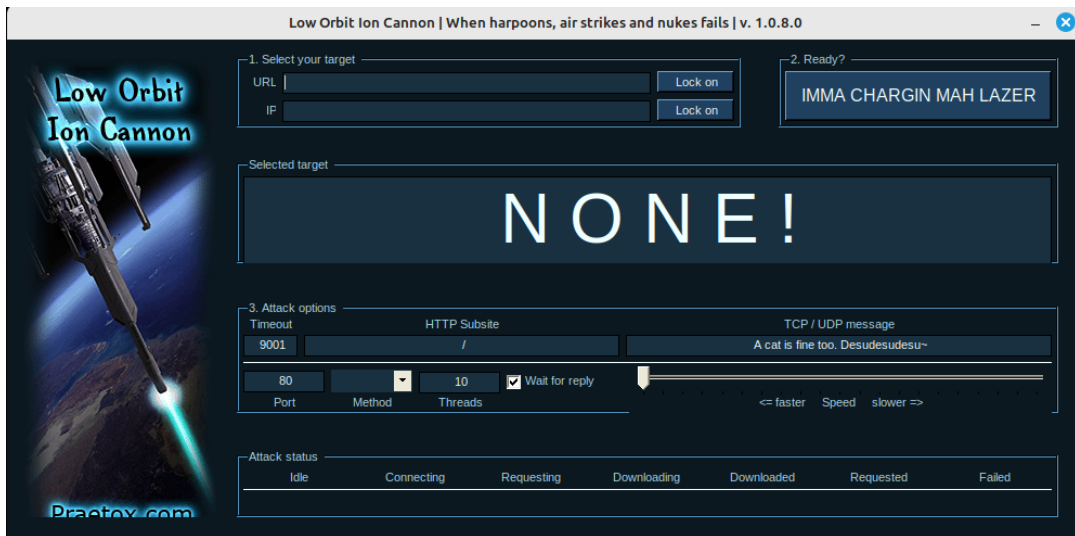 Low Orbit Ion Cannon | When harpoons, air strikes and nukes fails | v. 1.0.8.0
Low Orbit
Ion Cannon
Praetox.com
1. Select your target
URL
Lock on
IP
Lock on
2. Ready?
IMMA CHARGIN MAH LAZER
Selected target
NONE!
3. Attack options
Timeout HTTP Subsite TCP / UDP message
9001 / A cat is fine too. Desudesudesu~
80 10 Wait for reply
Port Method Threads <= faster Speed slower =>
Attack status
Idle Connecting Requesting Downloading Downloaded Requested Failed